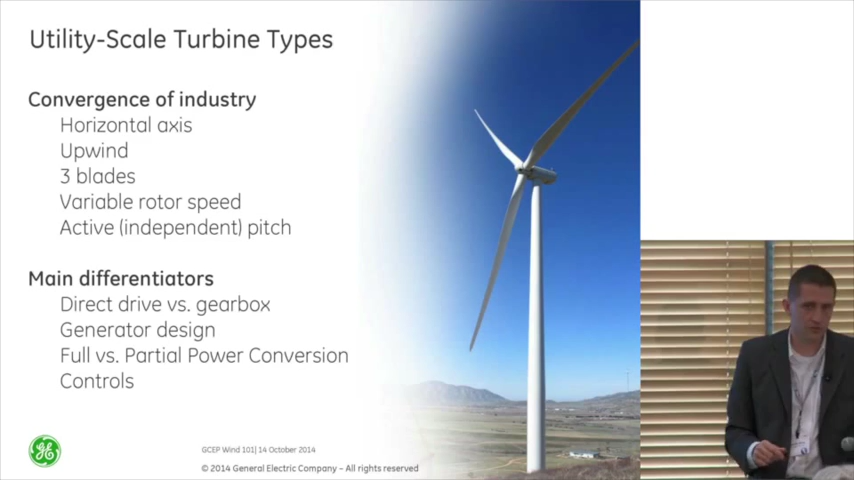 Utility-Scale Turbine Types
Convergence of industry
Horizontal axis
Upwind
3 blades
Variable rotor speed
Active (independent) pitch
Main differentiators
Direct drive vs. gearbox
Generator design
Full vs. Partial Power Conversion
Controls
GE
GCEP Wind 101| 14 October 2014
© 2014 General Electric Company – All rights reserved